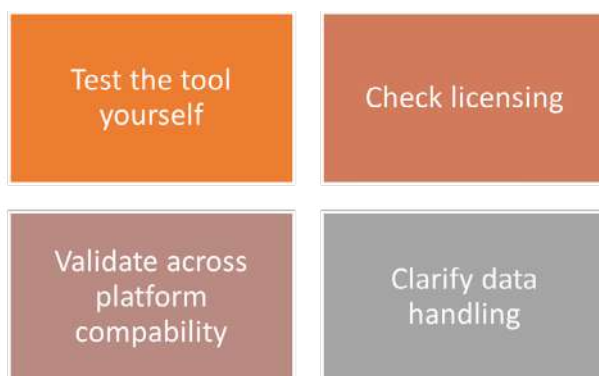 Test the tool
yourself
Check licensing
Validate across
platform
compability
Clarify data
handling